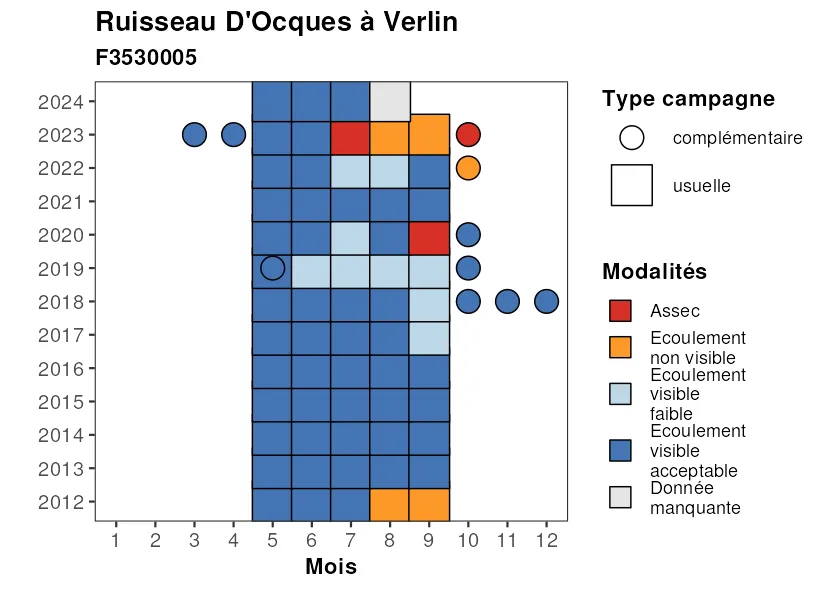 Ruisseau D'Ocques à Verlin
F3530005
2024
2023
2022
2021
2020
2019
2018
2017
2016
2015
2014
2013
2012
1 2 3 4 5 6 7 8 9 10 11 12
Mois
Type campagne
complémentaire
usuelle
Modalités
Assec
Ecoulement
non visible
Ecoulement
visible
faible
Ecoulement
visible
acceptable
Donnée
manquante